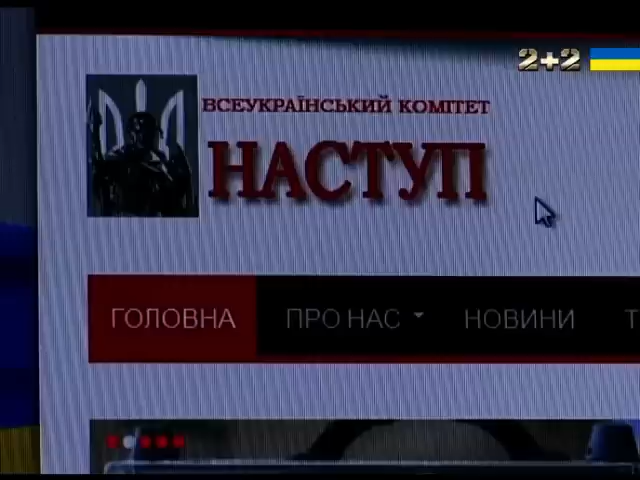 2+2
ВСЕУКРАЇНСЬКИЙ КОМІТЕТ
НАСТУП
ГОЛОВНА
ПРО НАС
НОВИНИ
Т